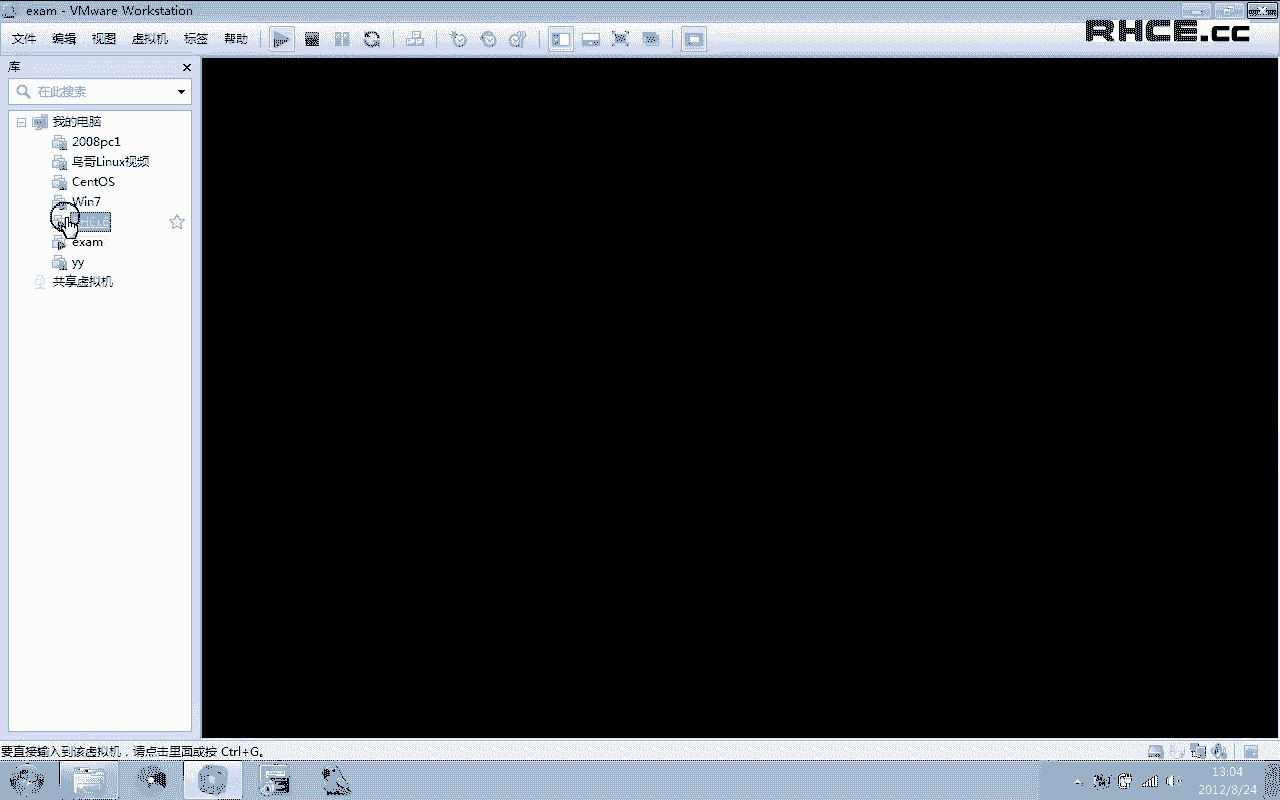 exam - VMware Workstation
文件 编辑 视图 虚拟机 标签 帮助
RHCE.cc
库
在此搜索
我的电脑
2008pc1
鸟哥Linux视频
CentOS
Win7
exam
yy
共享虚拟机
要直接输入到该虚拟机，请点击里面或按 Ctrl+G。
13:04
2012/8/24